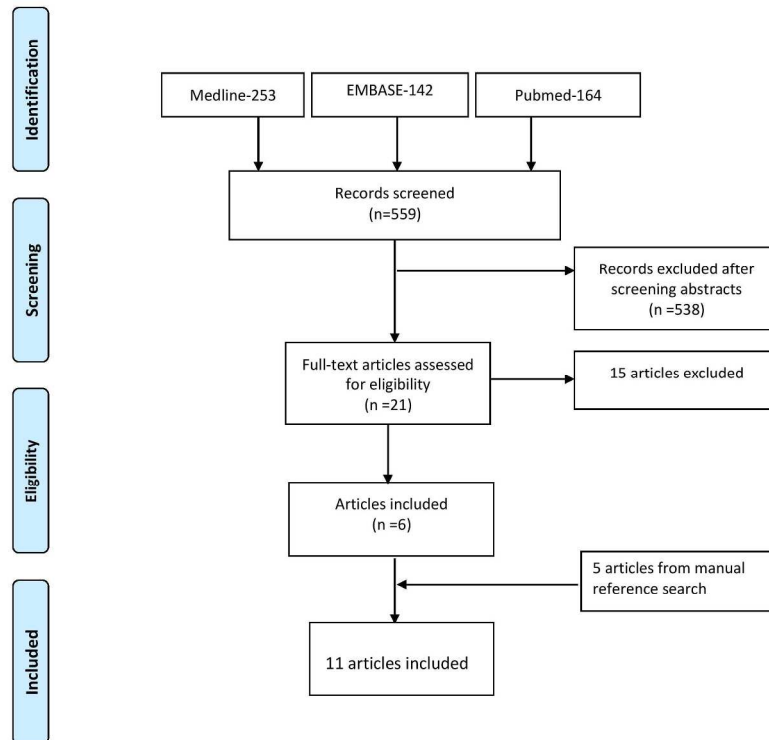 Identification
Medline-253
EMBASE-142
Pubmed-164
Records screened
(n=559)
Screening
Records excluded after
screening abstracts
(n =538)
Full-text articles assessed
for eligibility
(n =21)
15 articles excluded
Eligibility
Articles included
(n =6)
5 articles from manual
reference search
Included
11 articles included